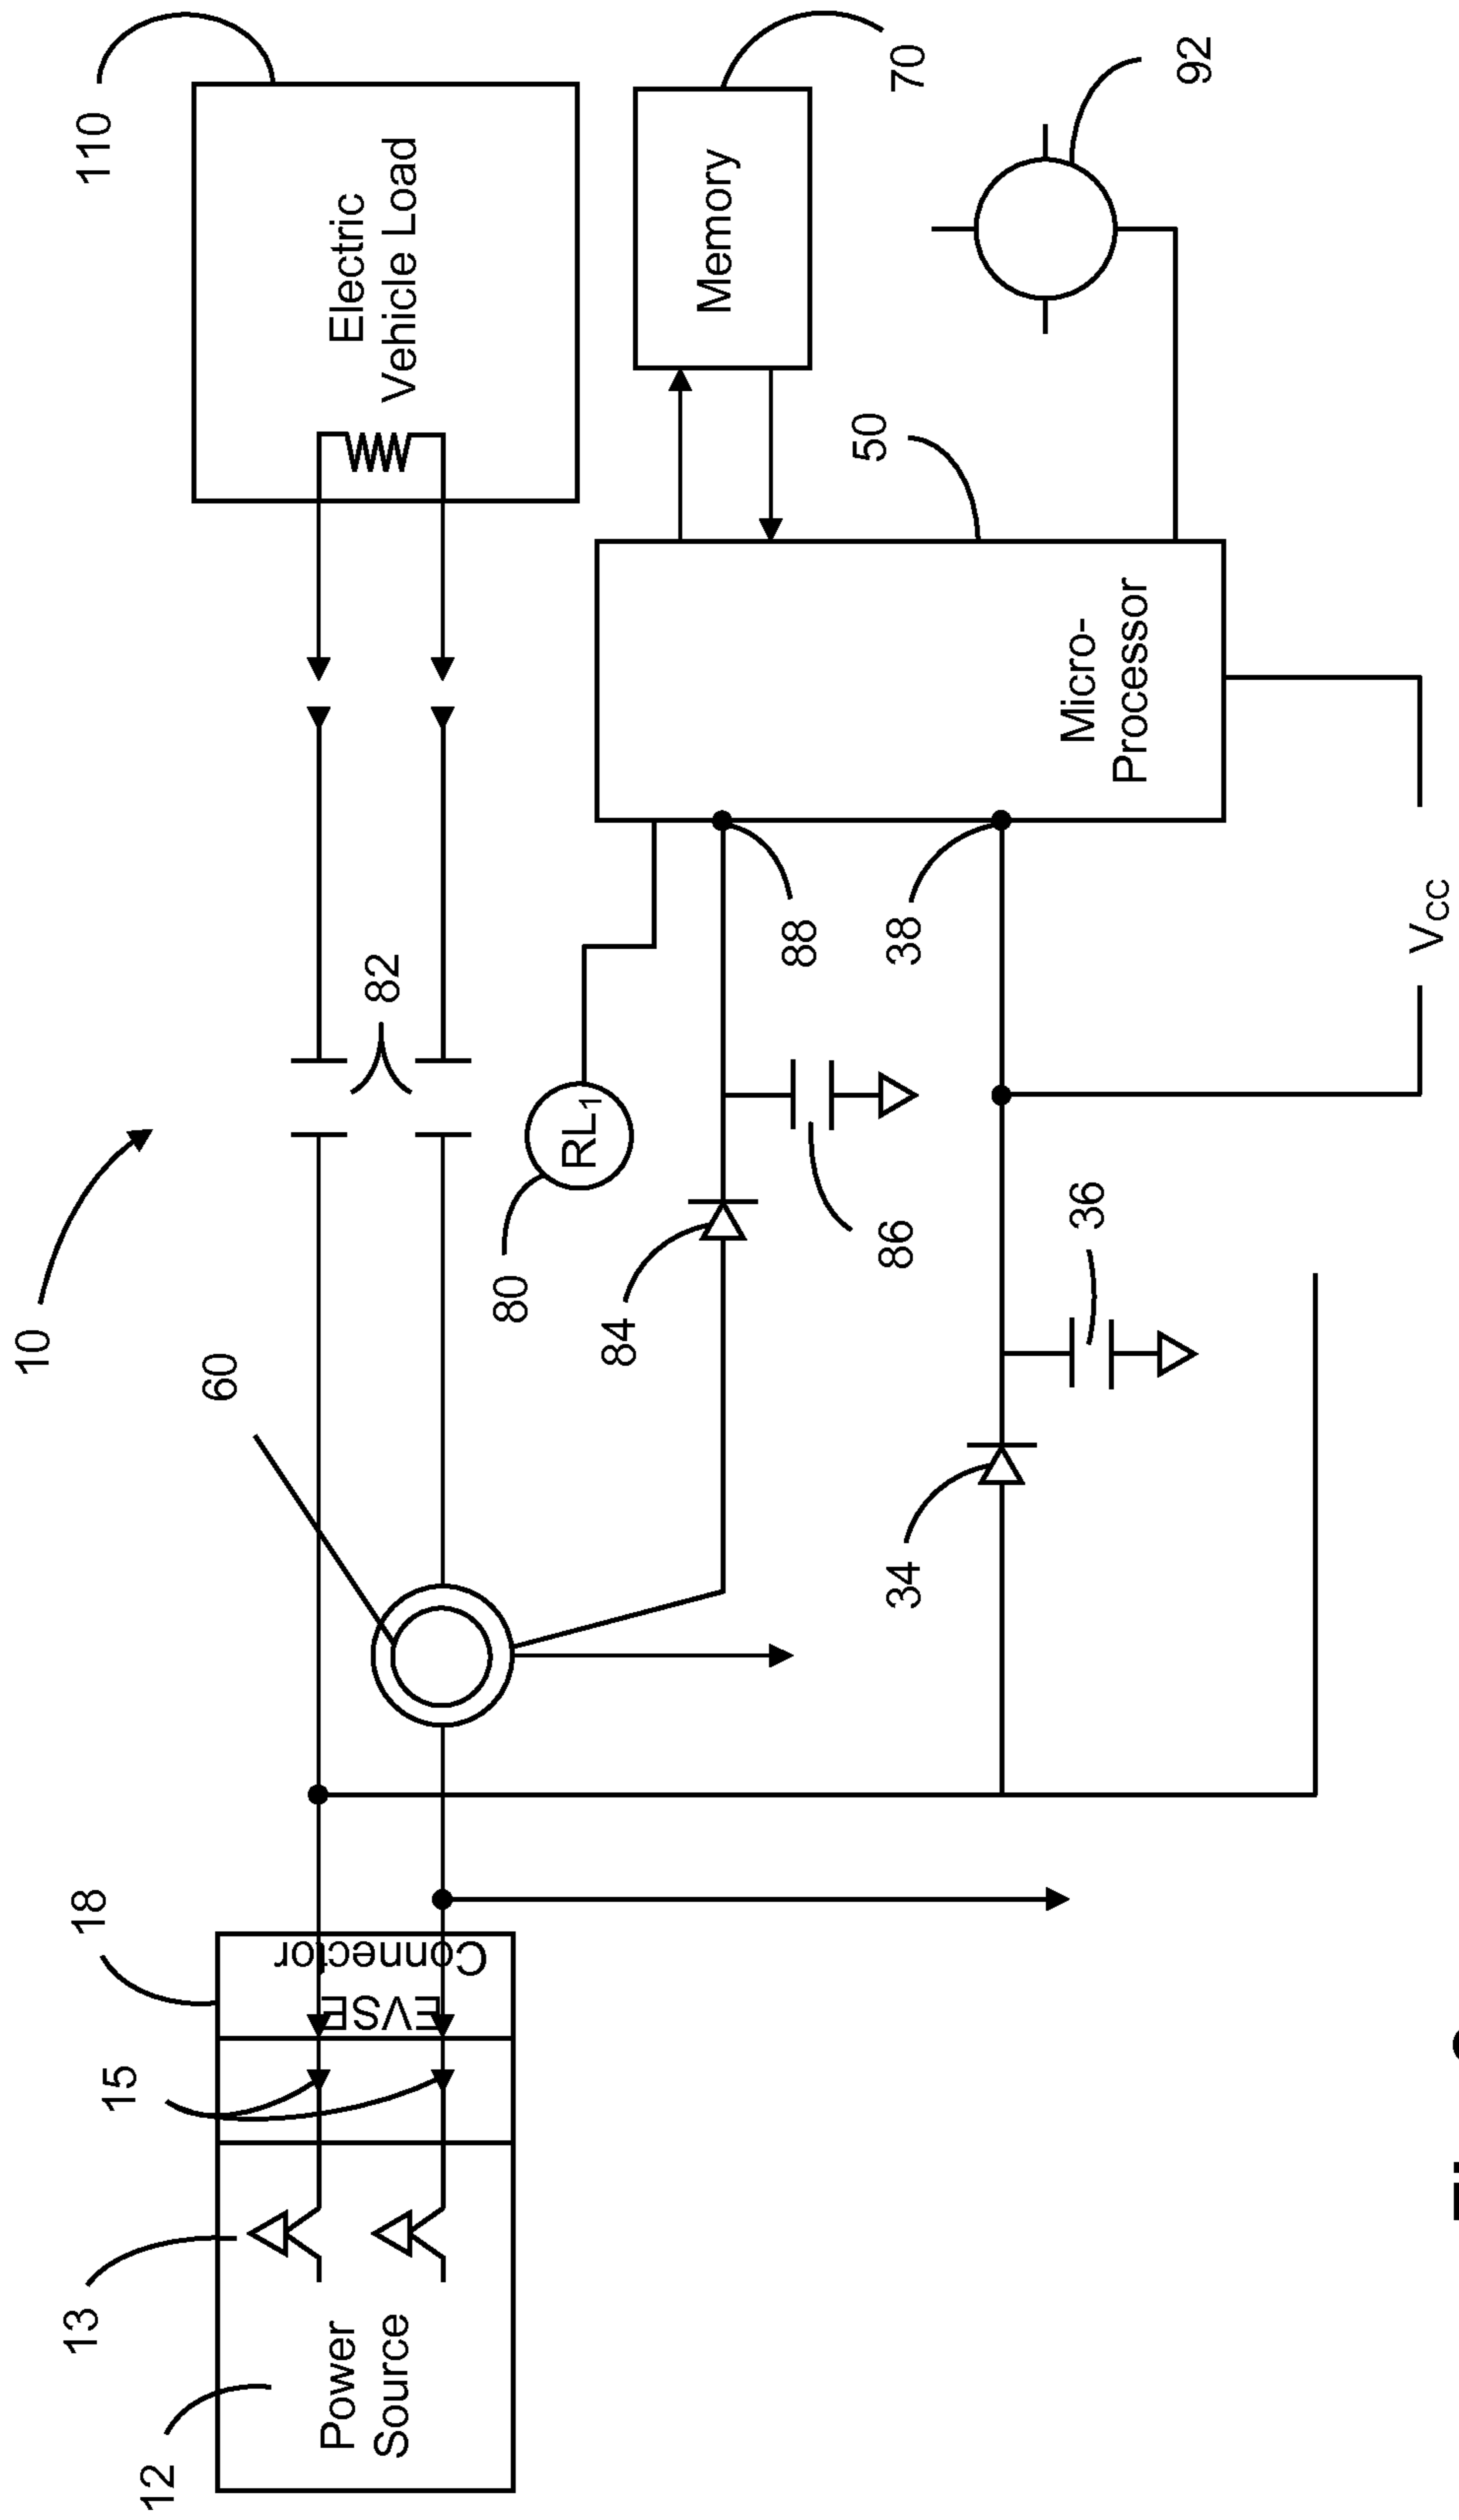 110
Electric
Vehicle Load
Memory
70
92
50
Micro-
Processor
82
88
38
Vcc
10
60
RL1
80
84
86
36
34
18
EVSE
Connector
15
13
12
Power
Source